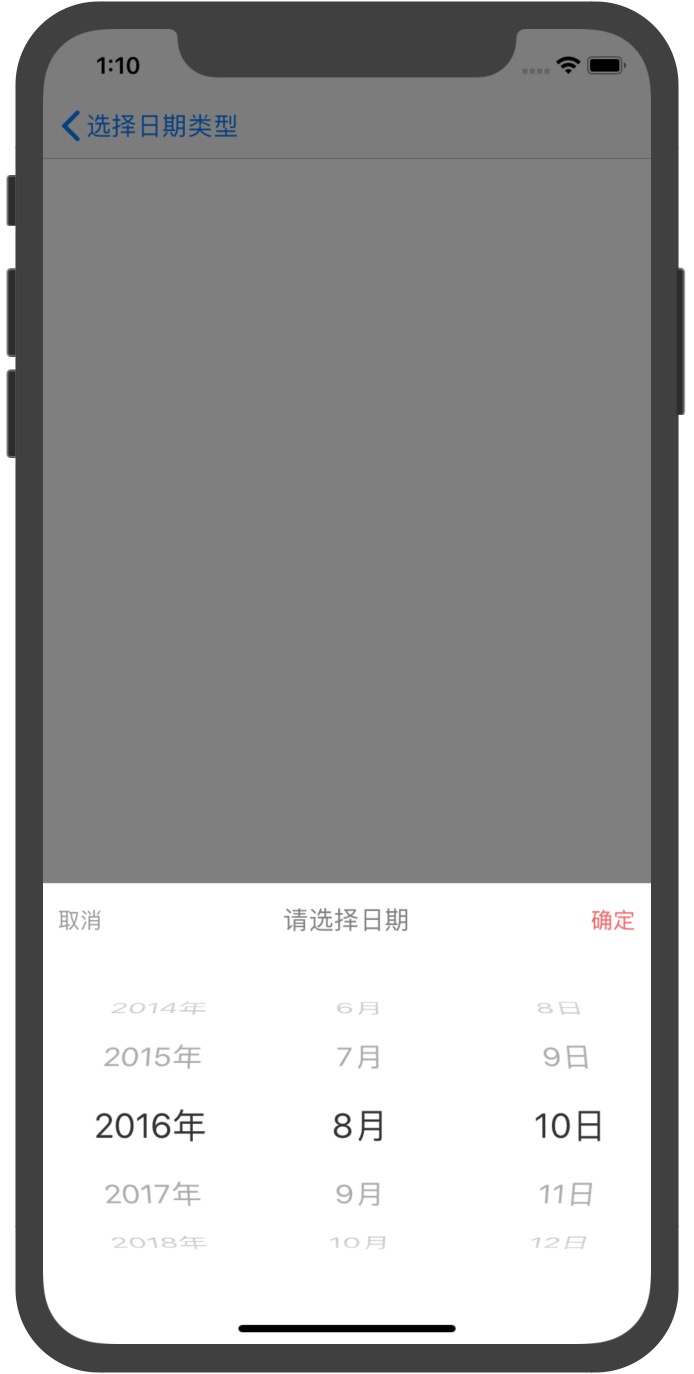 1:10
选择日期类型
取消 请选择日期 确定
2014年 6月 8日
2015年 7月 9日
2016年 8月 10日
2017年 9月 11日
2018年 10月 12日